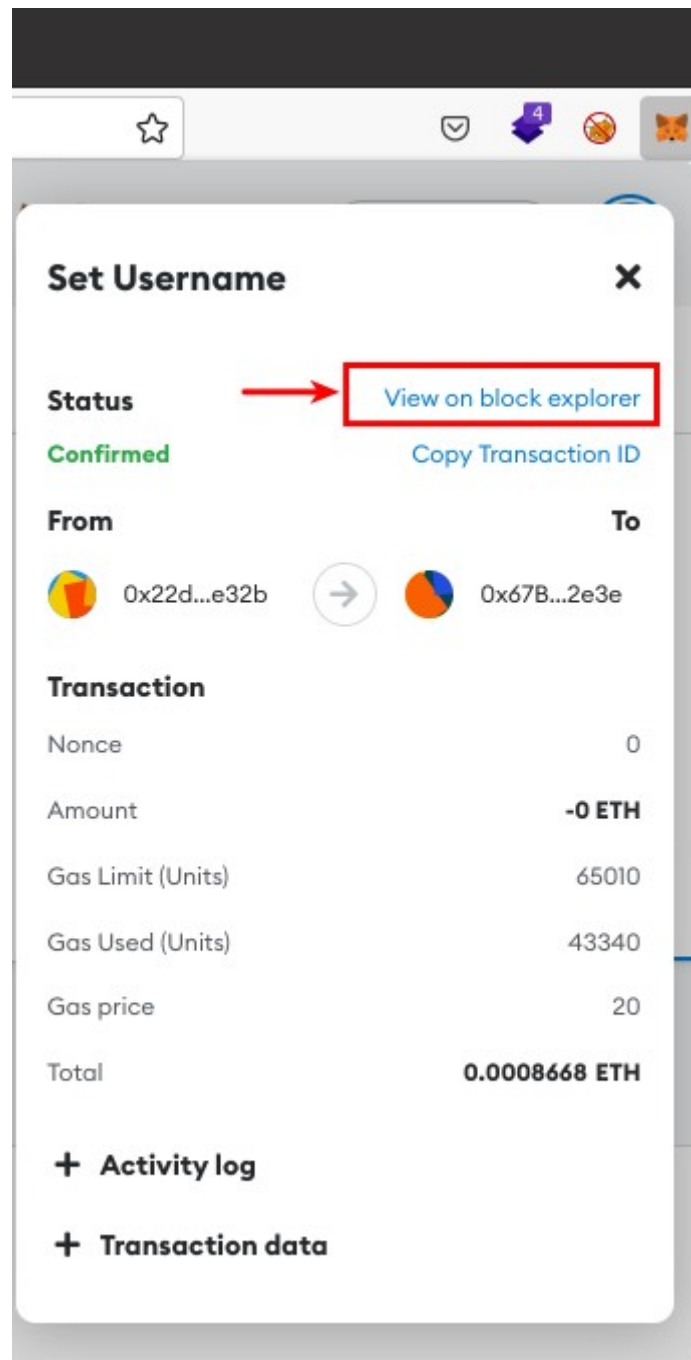 4
Set Username
Status View on block explorer
Confirmed Copy Transaction ID
From To
0x22d...e32b 0x67B...2e3e
Transaction
Nonce 0
Amount -0 ETH
Gas Limit (Units) 65010
Gas Used (Units) 43340
Gas price 20
Total 0.0008668 ETH
+ Activity log
+ Transaction data